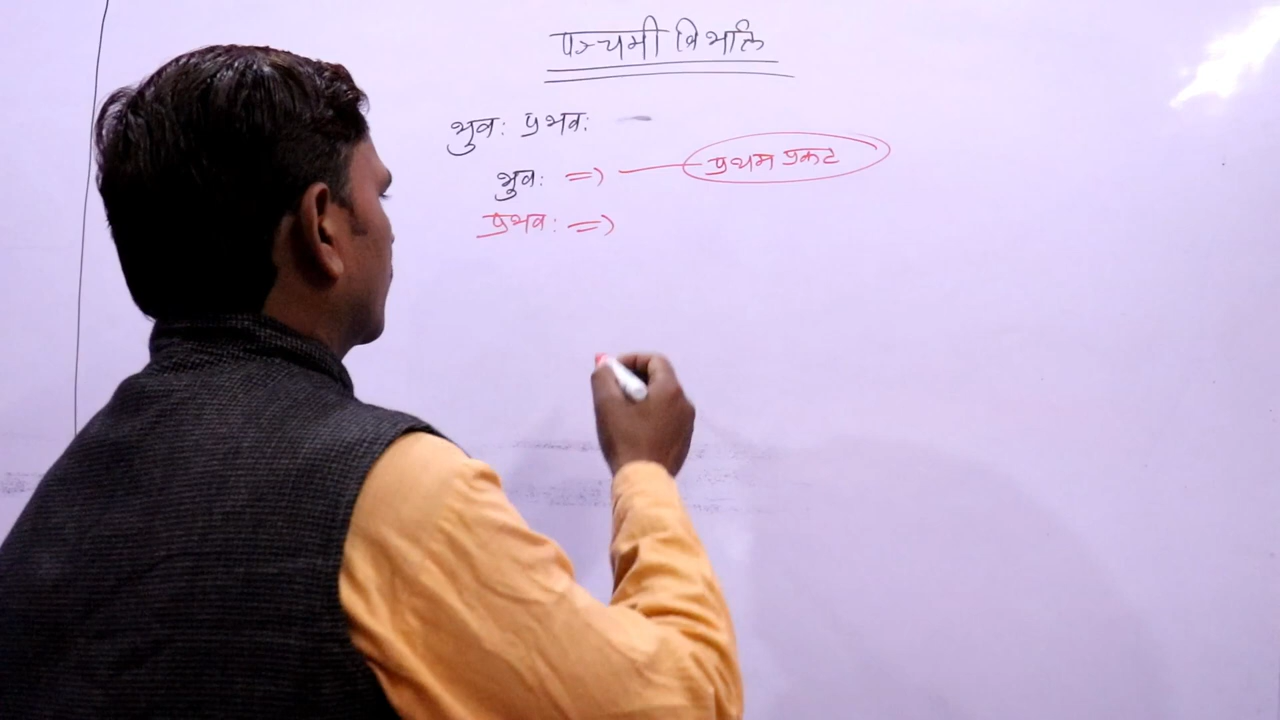 पञ्चमी विभक्ति
भुवः प्रभवः -
भुवः => — प्रथम प्रकट
प्रभवः =>